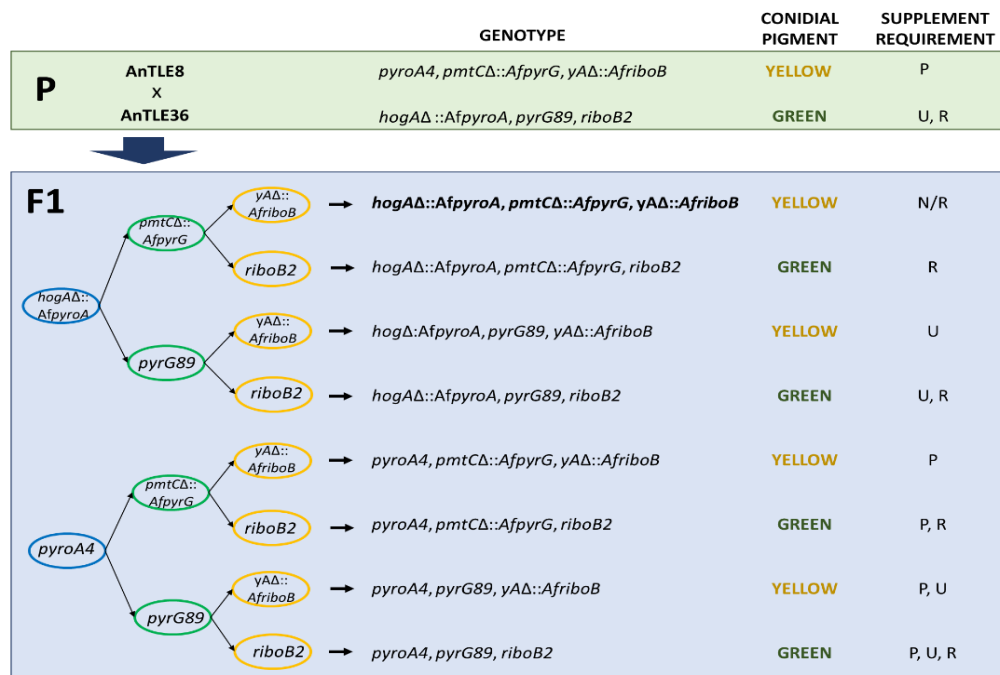 GENOTYPE
CONIDIAL
PIGMENT
SUPPLEMENT
REQUIREMENT
P
AnTLE8
X
AnTLE36
pyroA4, pmtCΔ::AfpyrG, yAΔ::AfriboB
YELLOW
P
hogAΔ ::AfpyroA, pyrG89, riboB2
GREEN
U, R
F1
hogAΔ::
AfpyroA
pmtCΔ::
AfpyrG
yAΔ::
AfriboB
hogAΔ::AfpyroA, pmtCΔ::AfpyrG, γAΔ::AfriboB
YELLOW
N/R
riboB2
hogAΔ::AfpyroA, pmtCΔ::AfpyrG, riboB2
GREEN
R
pyrG89
γAΔ::
AfriboB
hogΔ:AfpyroA, pyrG89, yAΔ::AfriboB
YELLOW
U
riboB2
hogAΔ::AfpyroA, pyrG89, riboB2
GREEN
U, R
pyroA4
pmtCΔ::
AfpyrG
yAΔ::
AfriboB
pyroA4, pmtCΔ::AfpyrG, yAΔ::AfriboB
YELLOW
P
riboB2
pyroA4, pmtCΔ::AfpyrG, riboB2
GREEN
P, R
pyrG89
γAΔ::
AfriboB
pyroA4, pyrG89, yAΔ::AfriboB
YELLOW
P, U
riboB2
pyroA4, pyrG89, riboB2
GREEN
P, U, R